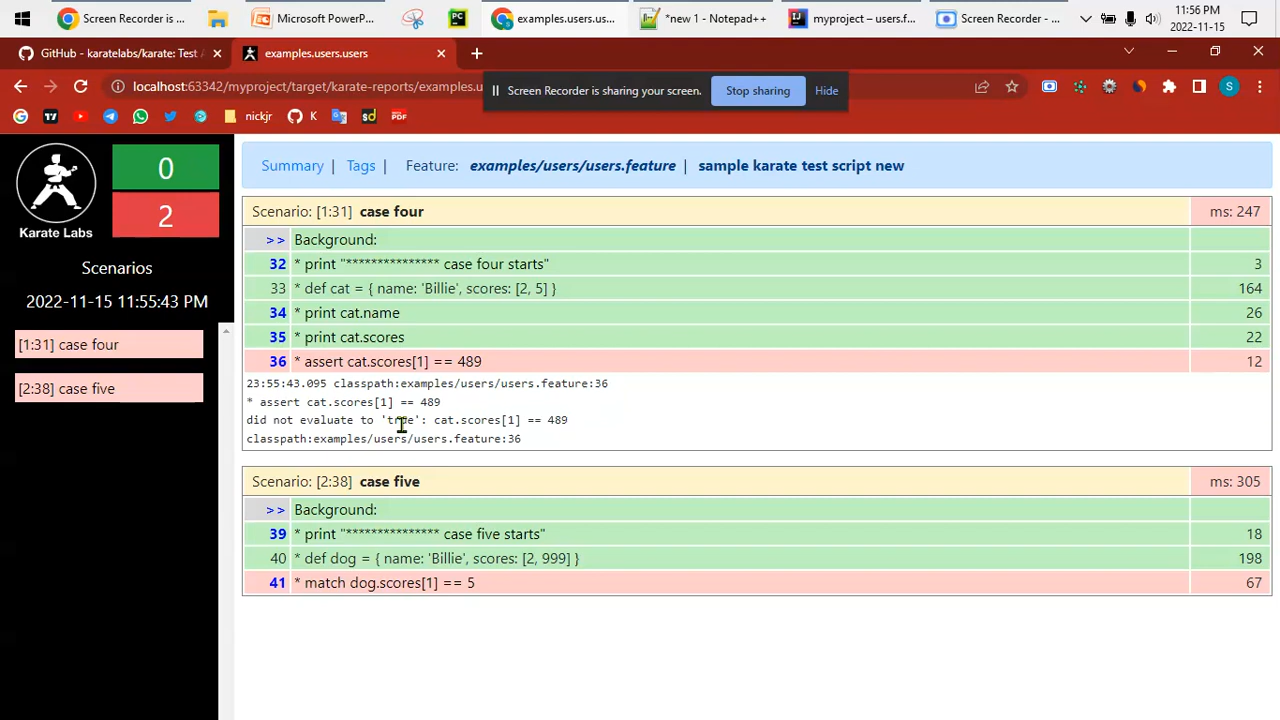 Screen Recorder is ...
Microsoft PowerP...
examples.users.us...
*new 1 - Notepad++
myproject – users.f...
Screen Recorder - ...
11:56 PM
2022-11-15
GitHub - karatelabs/karate: Test A
examples.users.users
localhost:63342/myproject/target/karate-reports/examples.u
Screen Recorder is sharing your screen.
Stop sharing
Hide
S
nickjr
K
sd
PDF
Karate Labs
0
2
Scenarios
2022-11-15 11:55:43 PM
[1:31] case four
[2:38] case five
Summary | Tags | Feature: examples/users/users.feature | sample karate test script new
Scenario: [1:31] case four ms: 247
>> Background:
32 * print "*************** case four starts" 3
33 * def cat = { name: 'Billie', scores: [2, 5] } 164
34 * print cat.name 26
35 * print cat.scores 22
36 * assert cat.scores[1] == 489 12
23:55:43.095 classpath:examples/users/users.feature:36
* assert cat.scores[1] == 489
did not evaluate to 'true': cat.scores[1] == 489
classpath:examples/users/users.feature:36
Scenario: [2:38] case five ms: 305
>> Background:
39 * print "*************** case five starts" 18
40 * def dog = { name: 'Billie', scores: [2, 999] } 198
41 * match dog.scores[1] == 5 67